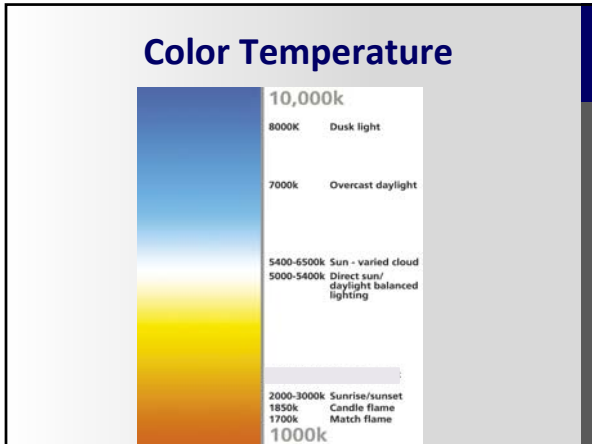 Color Temperature
10,000k
8000K Dusk light
7000k Overcast daylight
5400-6500k Sun - varied cloud
5000-5400k Direct sun/
daylight balanced
lighting
2000-3000k Sunrise/sunset
1850k Candle flame
1700k Match flame
1000k